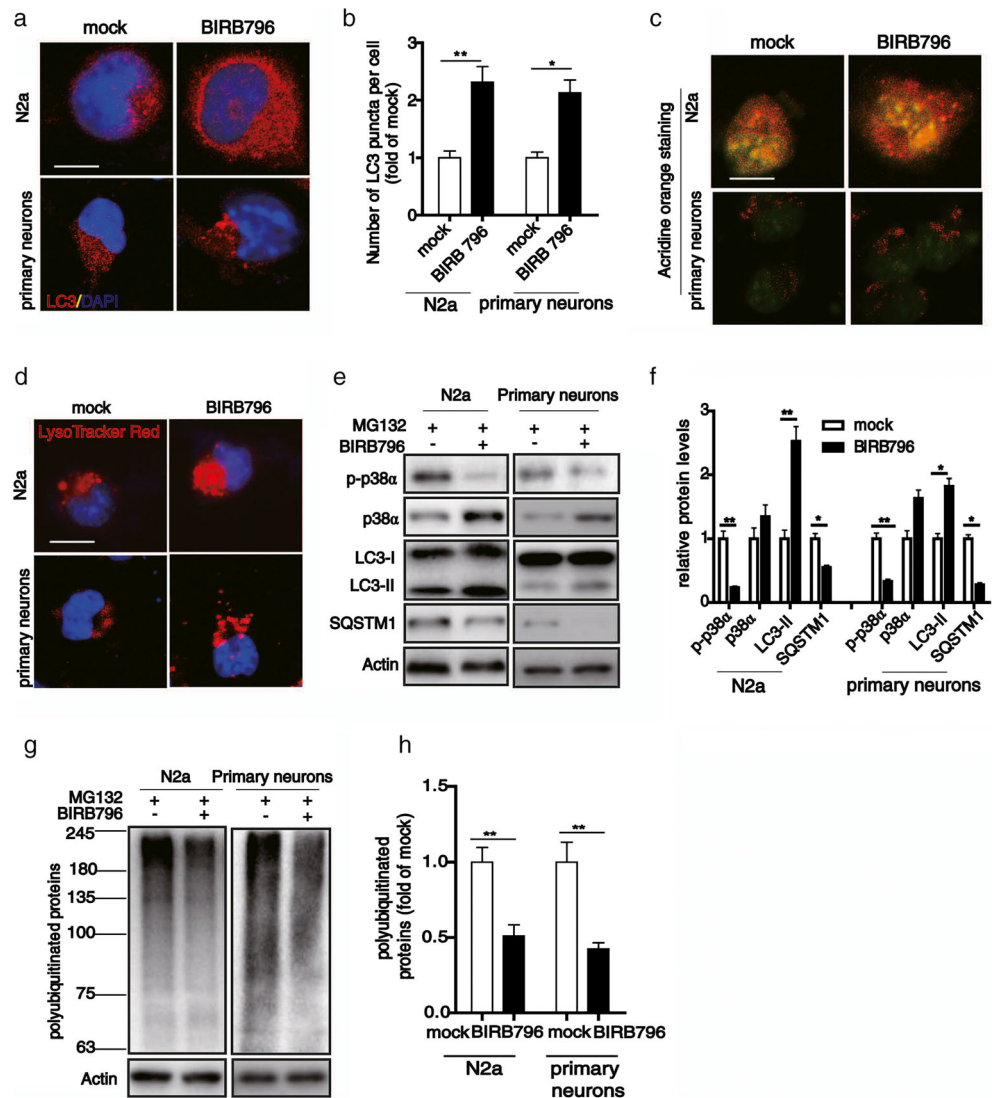 a
mock BIRB796
N2a
primary neurons
LC3/DAPI
b
Number of LC3 puncta per cell
(fold of mock)
3
2
1
0
** *
mock
BIRB 796
mock
BIRB 796
N2a primary neurons
c
mock BIRB796
Acridine orange staining
N2a
primary neurons
d
mock BIRB796
LysoTracker Red
N2a
primary neurons
e
N2a Primary neurons
MG132 + + + +
BIRB796 - + - +
p-p38α
p38α
LC3-I
LC3-II
SQSTM1
Actin
f
relative protein levels
3
2
1
0
mock
BIRB796
** ** * ** * *
p-p38α
p38α
LC3-II
SQSTM1
p-p38α
p38α
LC3-II
SQSTM1
N2a primary neurons
g
N2a Primary neurons
MG132 + + + +
BIRB796 - + - +
polyubiquitinated proteins
245
180
135
100
75
63
Actin
h
polyubiquitinated
proteins (fold of mock)
1.5
1.0
0.5
0.0
** **
mock BIRB796 mock BIRB796
N2a primary
neurons